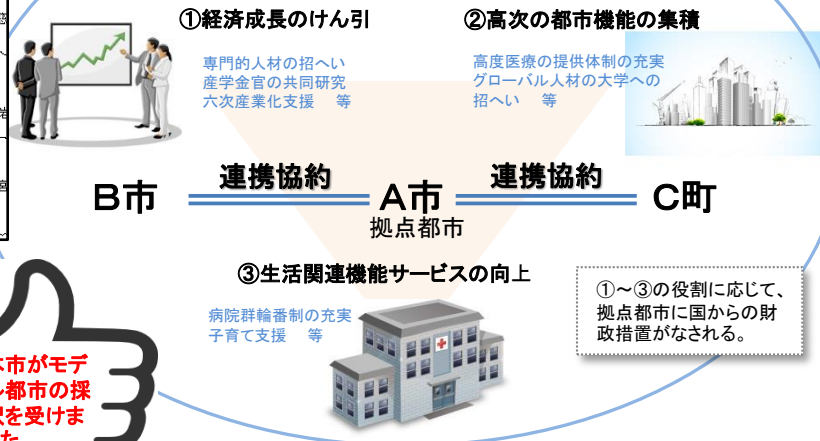 ①経済成長のけん引
専門的人材の招へい
産学金官の共同研究
六次産業化支援　等
②高次の都市機能の集積
高度医療の提供体制の充実
グローバル人材の大学への
招へい　等
B市
連携協約
A市
連携協約
C町
拠点都市
③生活関連機能サービスの向上
病院群輪番制の充実
子育て支援　等
①～③の役割に応じて、
拠点都市に国からの財
政措置がなされる。
市がモデ
都市の採
を受けま
た